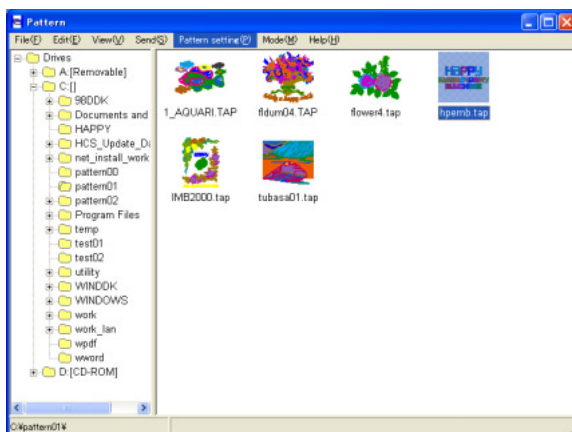 Pattern
File(F) Edit(E) View(V) Send(S) Pattern setting(P) Mode(M) Help(H)
Drives
A:[Removable]
C:[]
98DDK
Documents and
HAPPY
HCS_Update_Da
net_install_work
pattern00
pattern01
pattern02
Program Files
temp
test01
test02
utility
WINDDK
WINDOWS
work
work_lan
wpdf
wword
D:[CD-ROM]
1_AQUARI.TAP fldum04.TAP flower4.tap hpemb.tap
IMB2000.tap tubasa01.tap
C:¥pattern01¥